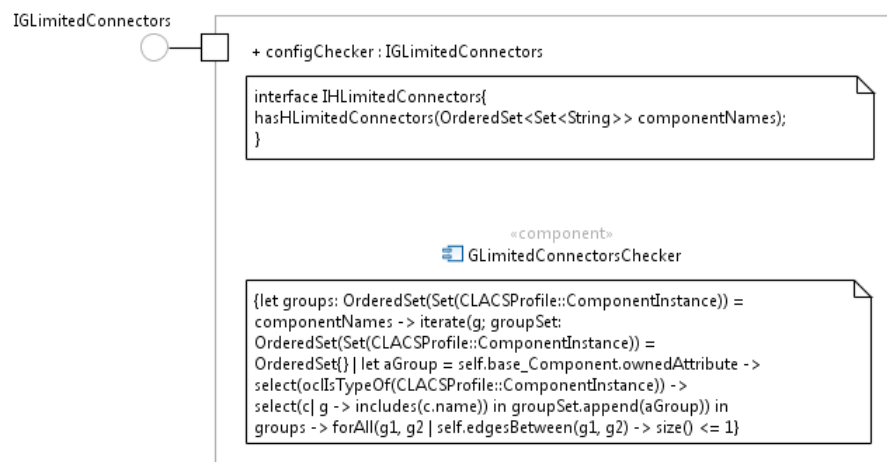 IGLimitedConnectors
+ configChecker : IGLimitedConnectors
interface IHLimitedConnectors{
hasHLimitedConnectors(OrderedSet<Set<String>> componentNames);
}
«component»
GLimitedConnectorsChecker
{let groups: OrderedSet(Set(CLACSProfile::ComponentInstance)) =
componentNames -> iterate(g; groupSet:
OrderedSet(Set(CLACSProfile::ComponentInstance)) =
OrderedSet{} | let aGroup = self.base_Component.ownedAttribute ->
select(oclIsTypeOf(CLACSProfile::ComponentInstance)) ->
select(c| g -> includes(c.name)) in groupSet.append(aGroup)) in
groups -> forAll(g1, g2 | self.edgesBetween(g1, g2) -> size() <= 1}